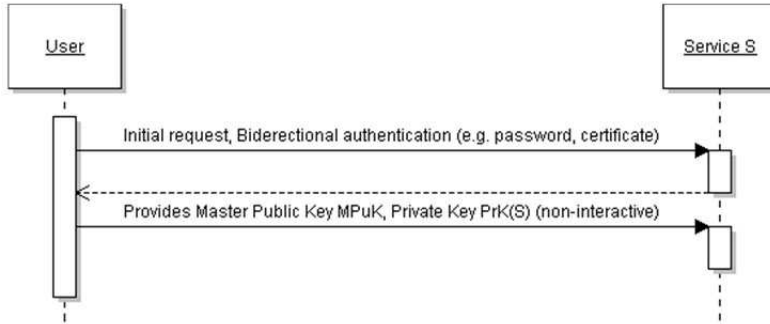 User
Service S
Initial request, Biderectional authentication (e.g. password, certificate)
Provides Master Public Key MPuK, Private Key PrK(S) (non-interactive)